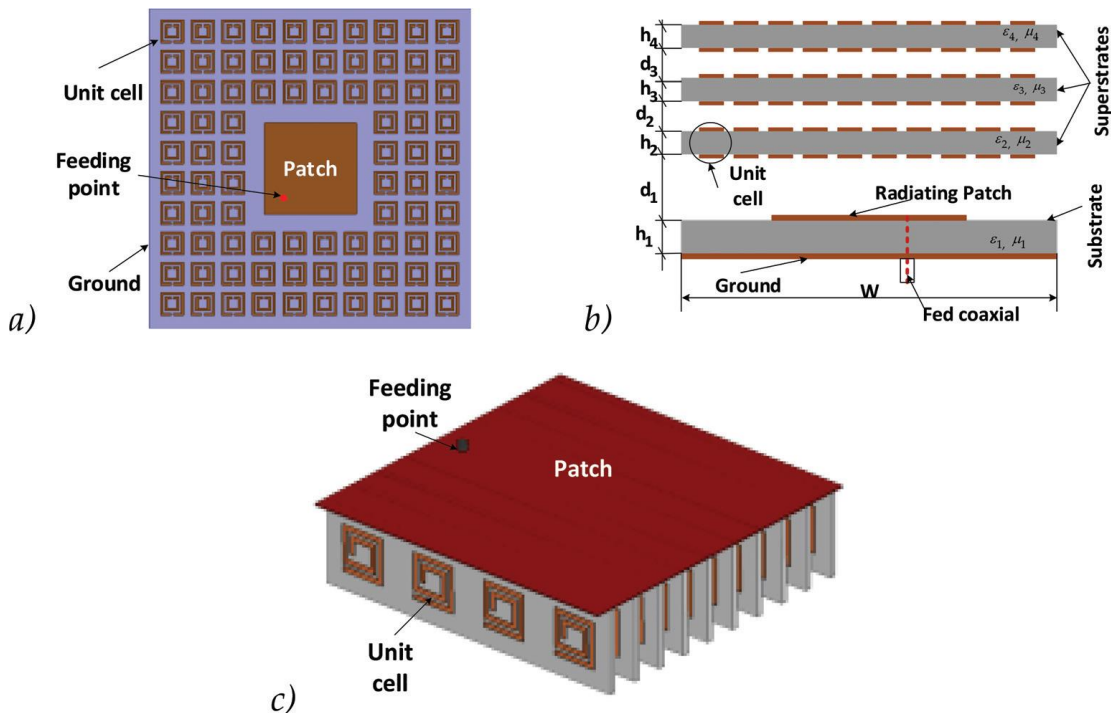 Unit cell
Feeding
point
Patch
Ground
a)
h4
d3
h3
d2
h2
d1
h1
ε4, μ4
ε3, μ3
ε2, μ2
Superstrates
Unit
cell
Radiating Patch
Substrate
ε1, μ1
Ground
W
Fed coaxial
b)
Feeding
point
Patch
Unit
cell
c)